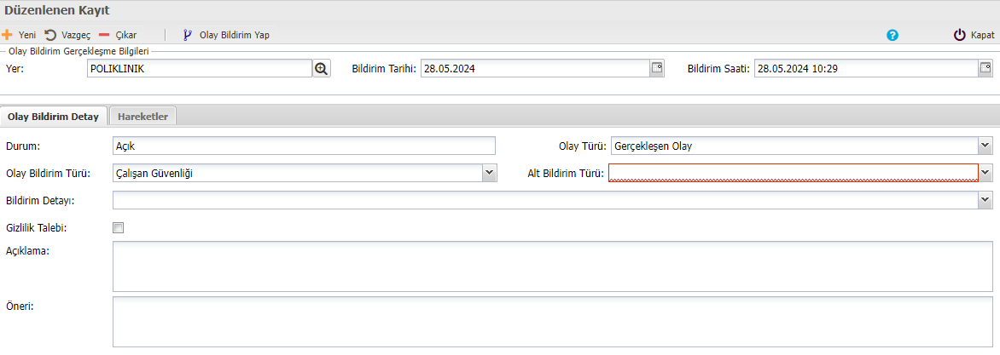 Düzenlenen Kayıt
Yeni Vazgeç Çıkar Olay Bildirim Yap Kapat
Olay Bildirim Gerçekleşme Bilgileri
Yer: POLIKLINIK Bildirim Tarihi: 28.05.2024 Bildirim Saati: 28.05.2024 10:29
Olay Bildirim Detay Hareketler
Durum: Açık Olay Türü: Gerçekleşen Olay
Olay Bildirim Türü: Çalışan Güvenliği Alt Bildirim Türü:
Bildirim Detayı:
Gizlilik Talebi:
Açıklama:
Öneri: